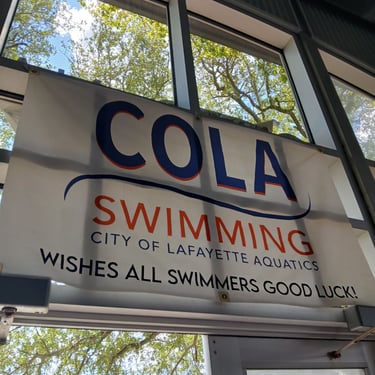 COLA
SWIMMING
CITY OF LAFAYETTE AQUATICS
WISHES ALL SWIMMERS GOOD LUCK!